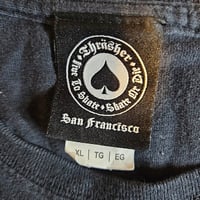 Thrasher
Live To Skate · Skate Or Die
San Francisco
XL | TG | EG